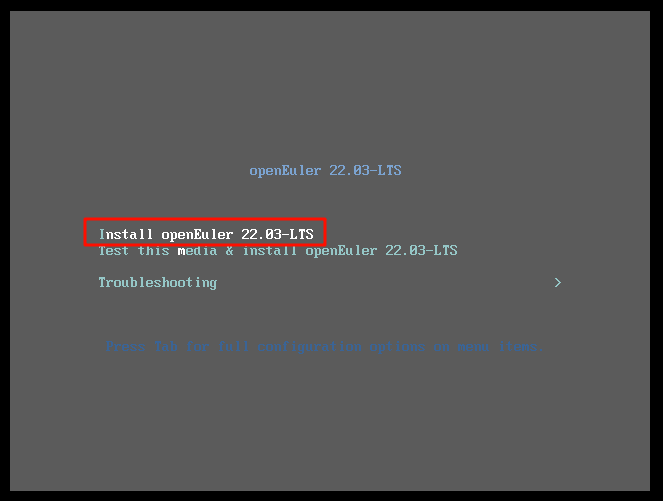 openEuler 22.03-LTS
Install openEuler 22.03-LTS
Test this media & install openEuler 22.03-LTS
Troubleshooting >
Press Tab for full configuration options on menu items.